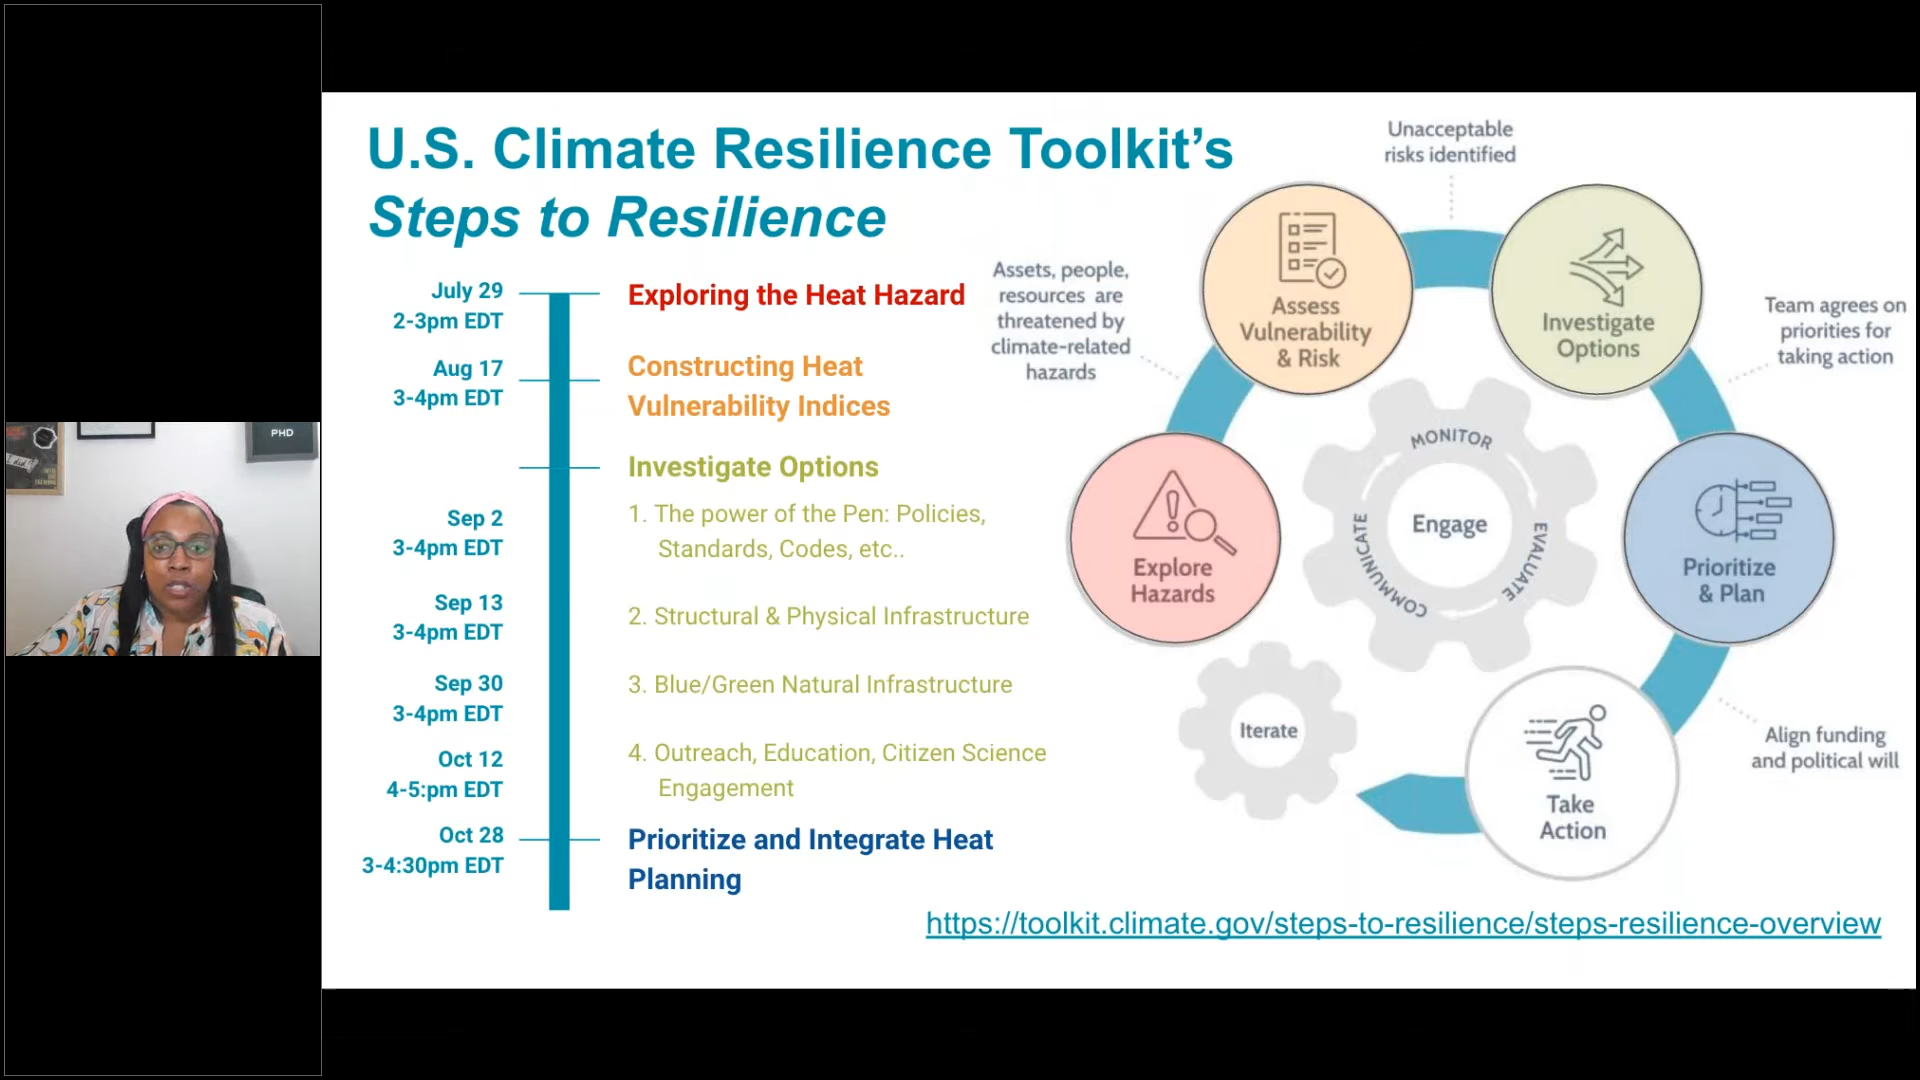 PHD
U.S. Climate Resilience Toolkit’s
Steps to Resilience
July 29
2-3pm EDT
Exploring the Heat Hazard
Aug 17
3-4pm EDT
Constructing Heat
Vulnerability Indices
Investigate Options
Sep 2
3-4pm EDT
1. The power of the Pen: Policies,
Standards, Codes, etc..
Sep 13
3-4pm EDT
2. Structural & Physical Infrastructure
Sep 30
3-4pm EDT
3. Blue/Green Natural Infrastructure
Oct 12
4-5:pm EDT
4. Outreach, Education, Citizen Science
Engagement
Oct 28
3-4:30pm EDT
Prioritize and Integrate Heat
Planning
Assets, people,
resources are
threatened by
climate-related
hazards
Unacceptable
risks identified
Team agrees on
priorities for
taking action
Align funding
and political will
Explore
Hazards
Assess
Vulnerability
& Risk
Investigate
Options
Prioritize
& Plan
Take
Action
MONITOR
EVALUATE
COMMUNICATE
Engage
Iterate
https://toolkit.climate.gov/steps-to-resilience/steps-resilience-overview